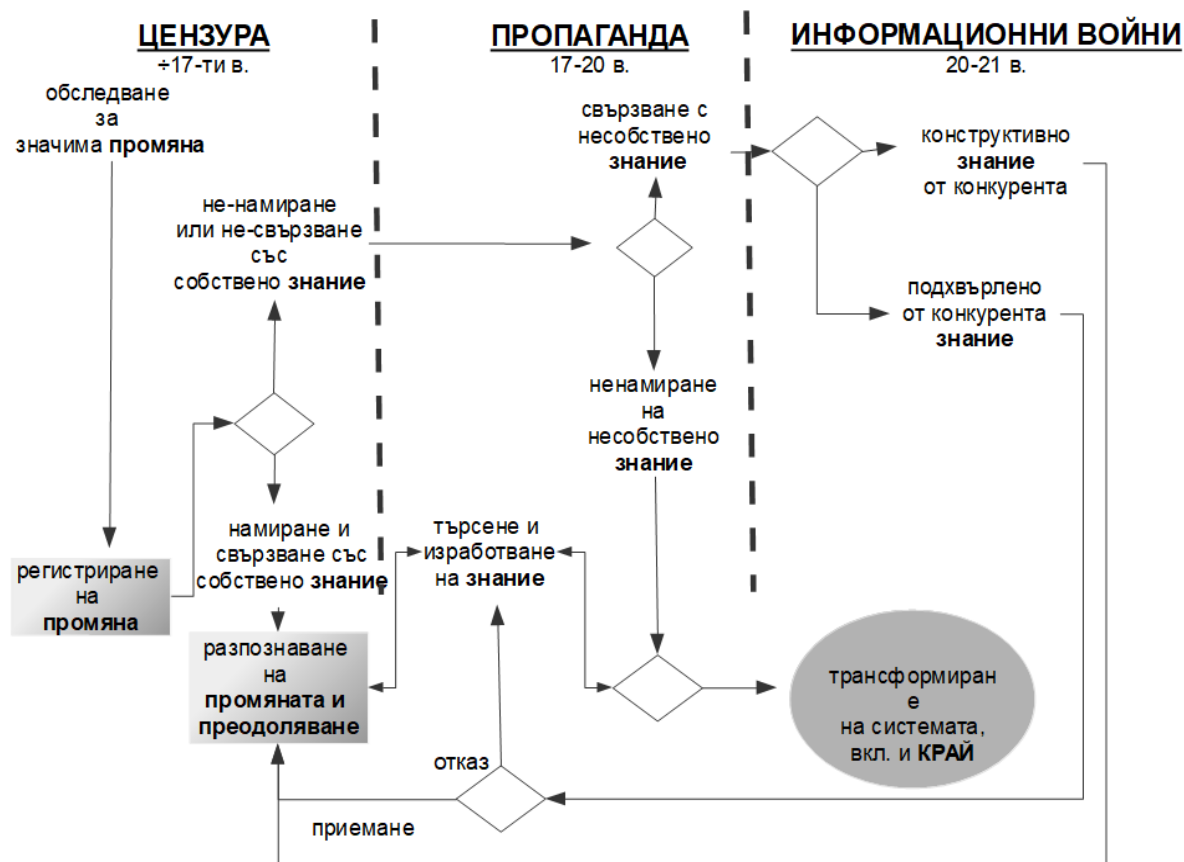 ЦЕНЗУРА
÷17-ти в.
ПРОПАГАНДА
17-20 в.
ИНФОРМАЦИОННИ ВОЙНИ
20-21 в.
обследване
за
значима промяна
не-намиране
или не-свързване
със
собствено знание
свързване с
несобствено
знание
конструктивно
знание
от конкурента
подхвърлено
от конкурента
знание
ненамиране
на
несобствено
знание
намиране и
свързване със
собствено знание
търсене и
изработване
на знание
регистриране
на
промяна
разпознаване
на
промяната и
преодоляване
трансформиран
е
на системата,
вкл. и КРАЙ
отказ
приемане